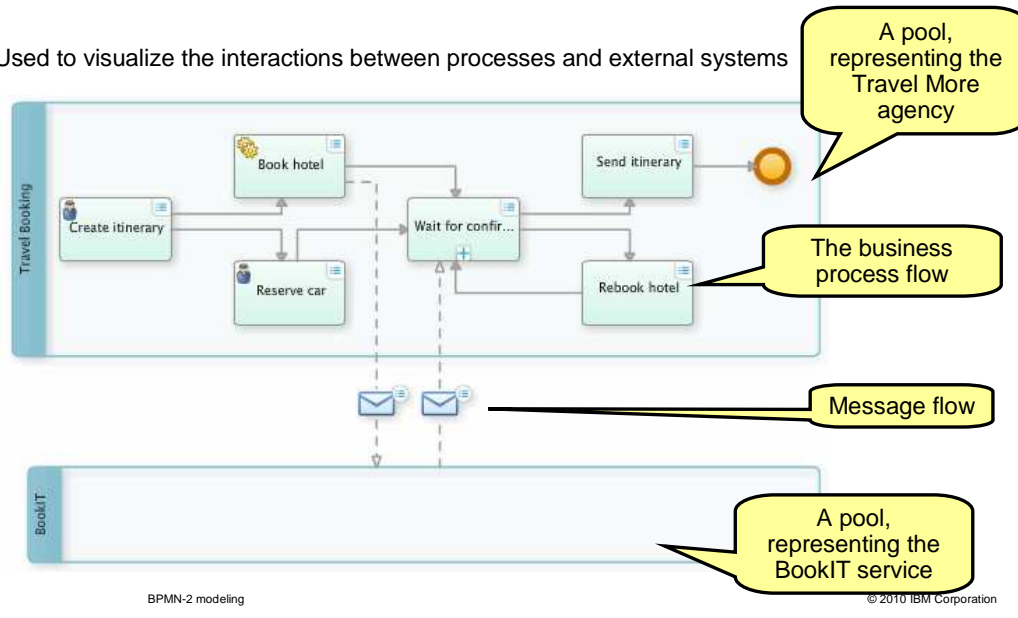 Used to visualize the interactions between processes and external systems
A pool,
representing the
Travel More
agency
Travel Booking
Create itinerary
Book hotel
Reserve car
Wait for confir...
Send itinerary
Rebook hotel
The business
process flow
Message flow
BookIT
A pool,
representing the
BookIT service
BPMN-2 modeling
© 2010 IBM Corporation